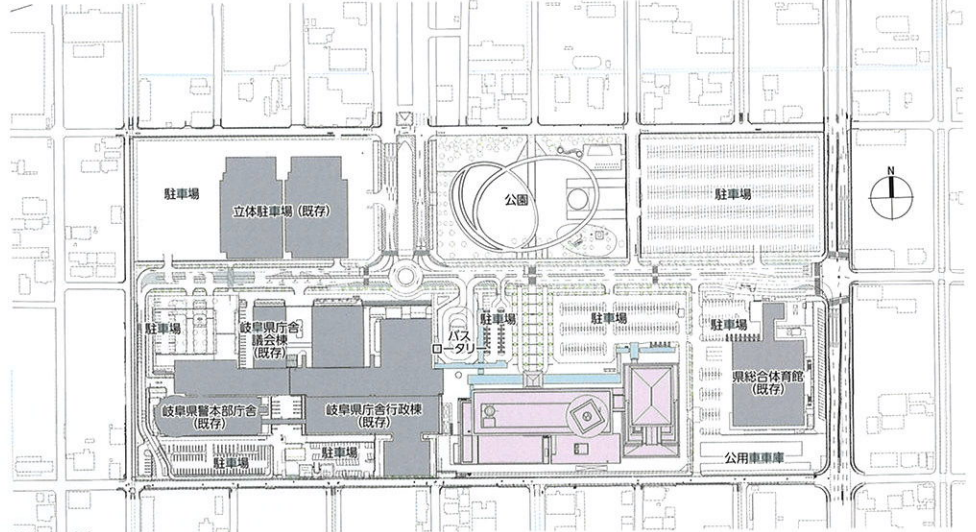 駐車場
立体駐車場（既存）
公園
駐車場
N
駐車場
岐阜県庁舎
議会棟
（既存）
バス
ロータリー
駐車場
駐車場
駐車場
県総合体育館
（既存）
岐阜県警本部庁舎
（既存）
岐阜県庁舎行政棟
（既存）
駐車場
駐車場
公用車車庫